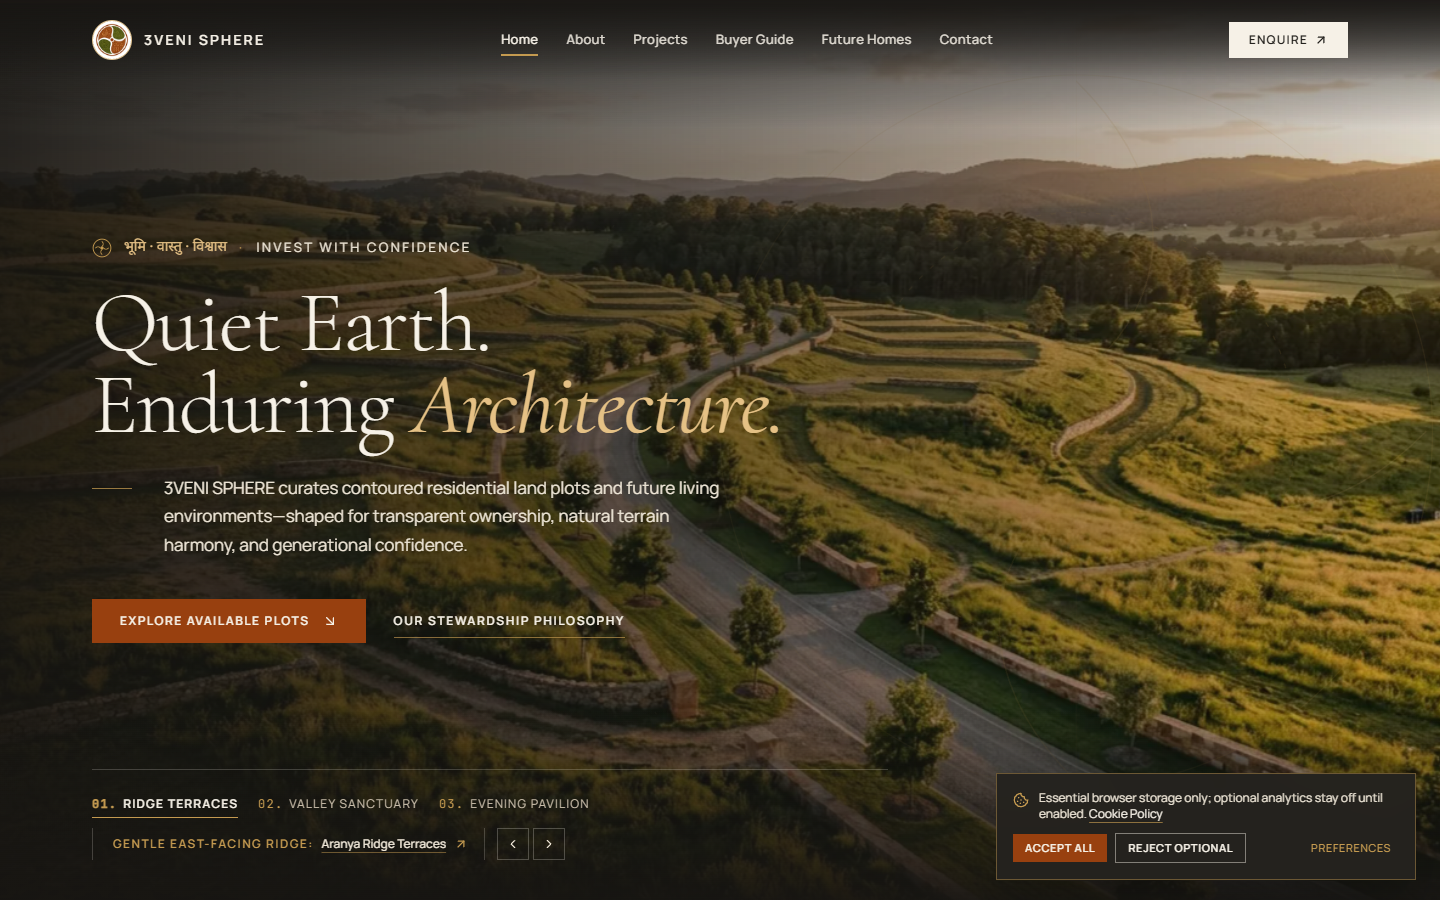 3VENI SPHERE
Home About Projects Buyer Guide Future Homes Contact
ENQUIRE
भूमि · वास्तु · विश्वास · INVEST WITH CONFIDENCE
Quiet Earth.
Enduring Architecture.
3VENI SPHERE curates contoured residential land plots and future living
environments—shaped for transparent ownership, natural terrain
harmony, and generational confidence.
EXPLORE AVAILABLE PLOTS
OUR STEWARDSHIP PHILOSOPHY
01. RIDGE TERRACES 02. VALLEY SANCTUARY 03. EVENING PAVILION
GENTLE EAST-FACING RIDGE: Aranya Ridge Terraces
Essential browser storage only; optional analytics stay off until
enabled. Cookie Policy
ACCEPT ALL REJECT OPTIONAL PREFERENCES